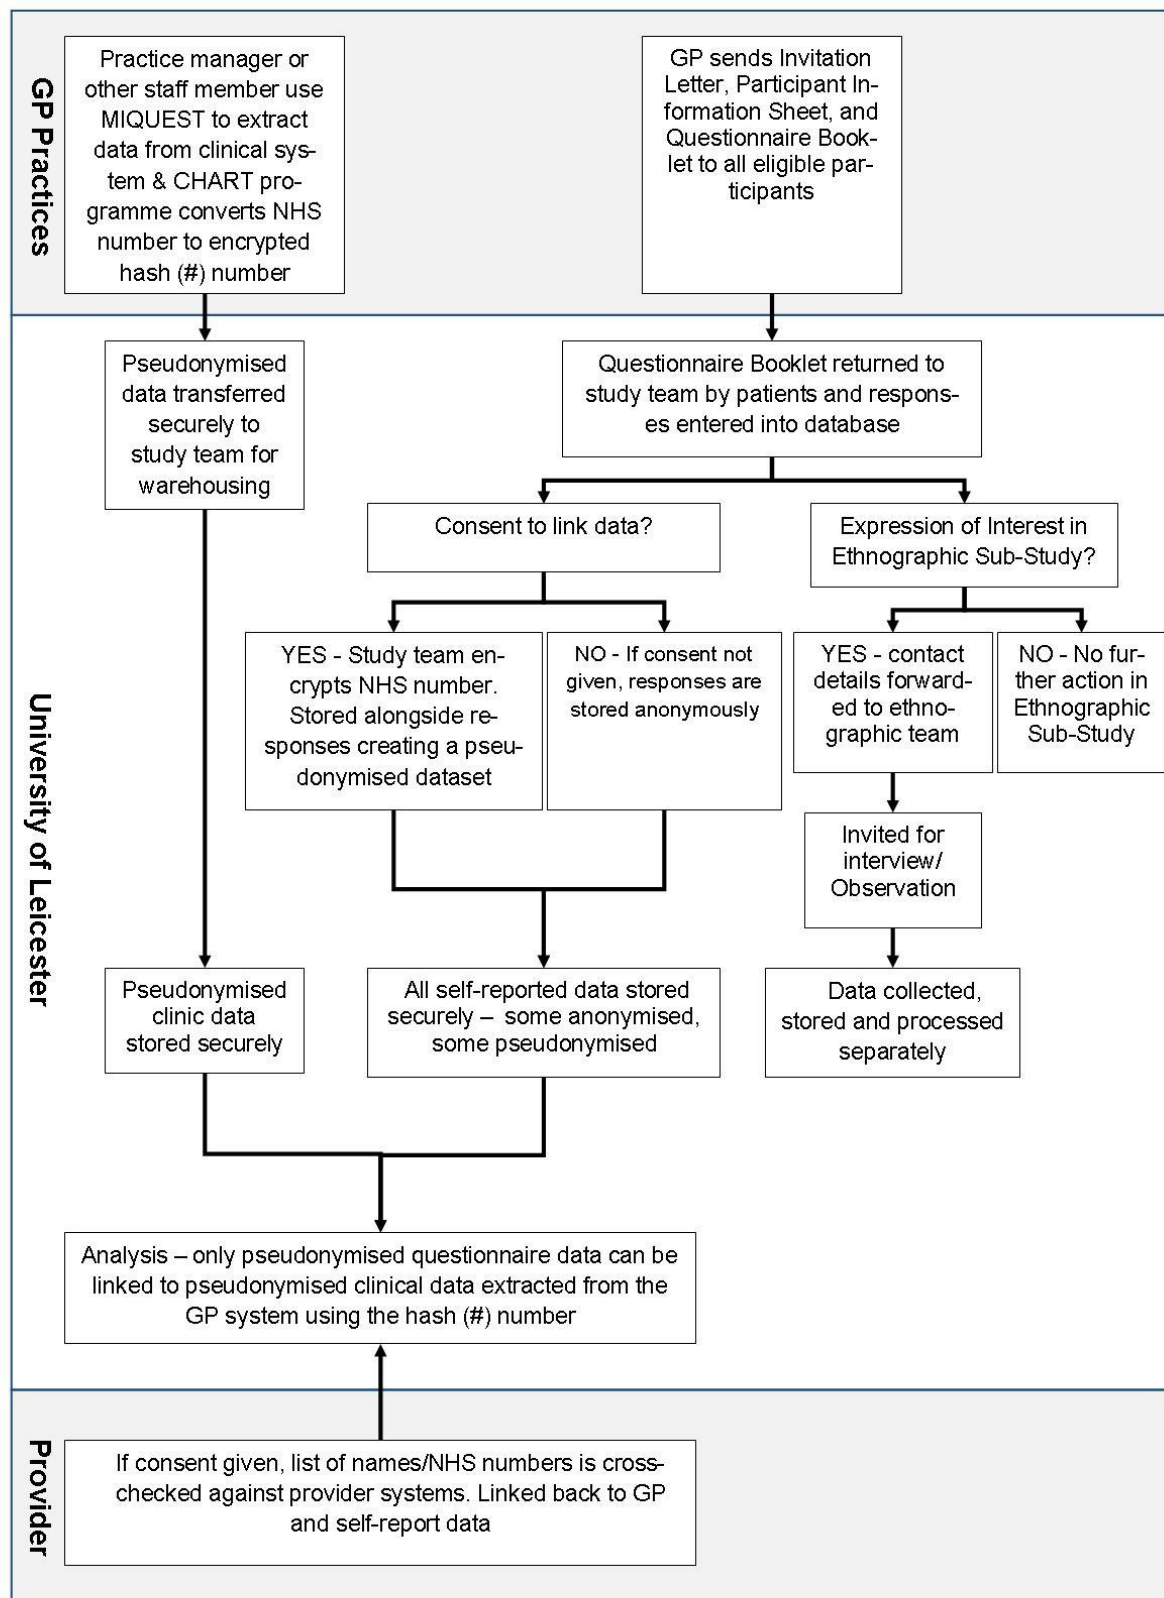 GP Practices
Practice manager or
other staff member use
MIQUEST to extract
data from clinical sys-
tem & CHART pro-
gramme converts NHS
number to encrypted
hash (#) number
GP sends Invitation
Letter, Participant In-
formation Sheet, and
Questionnaire Book-
let to all eligible par-
ticipants
University of Leicester
Pseudonymised
data transferred
securely to
study team for
warehousing
Questionnaire Booklet returned to
study team by patients and respons-
es entered into database
Consent to link data?
Expression of Interest in
Ethnographic Sub-Study?
YES - Study team en-
crypts NHS number.
Stored alongside re-
sponses creating a pseu-
donymised dataset
NO - If consent not
given, responses are
stored anonymously
YES - contact
details forward-
ed to ethno-
graphic team
NO - No fur-
ther action in
Ethnographic
Sub-Study
Invited for
interview/
Observation
Pseudonymised
clinic data
stored securely
All self-reported data stored
securely – some anonymised,
some pseudonymised
Data collected,
stored and processed
separately
Analysis – only pseudonymised questionnaire data can be
linked to pseudonymised clinical data extracted from the
GP system using the hash (#) number
Provider
If consent given, list of names/NHS numbers is cross-
checked against provider systems. Linked back to GP
and self-report data